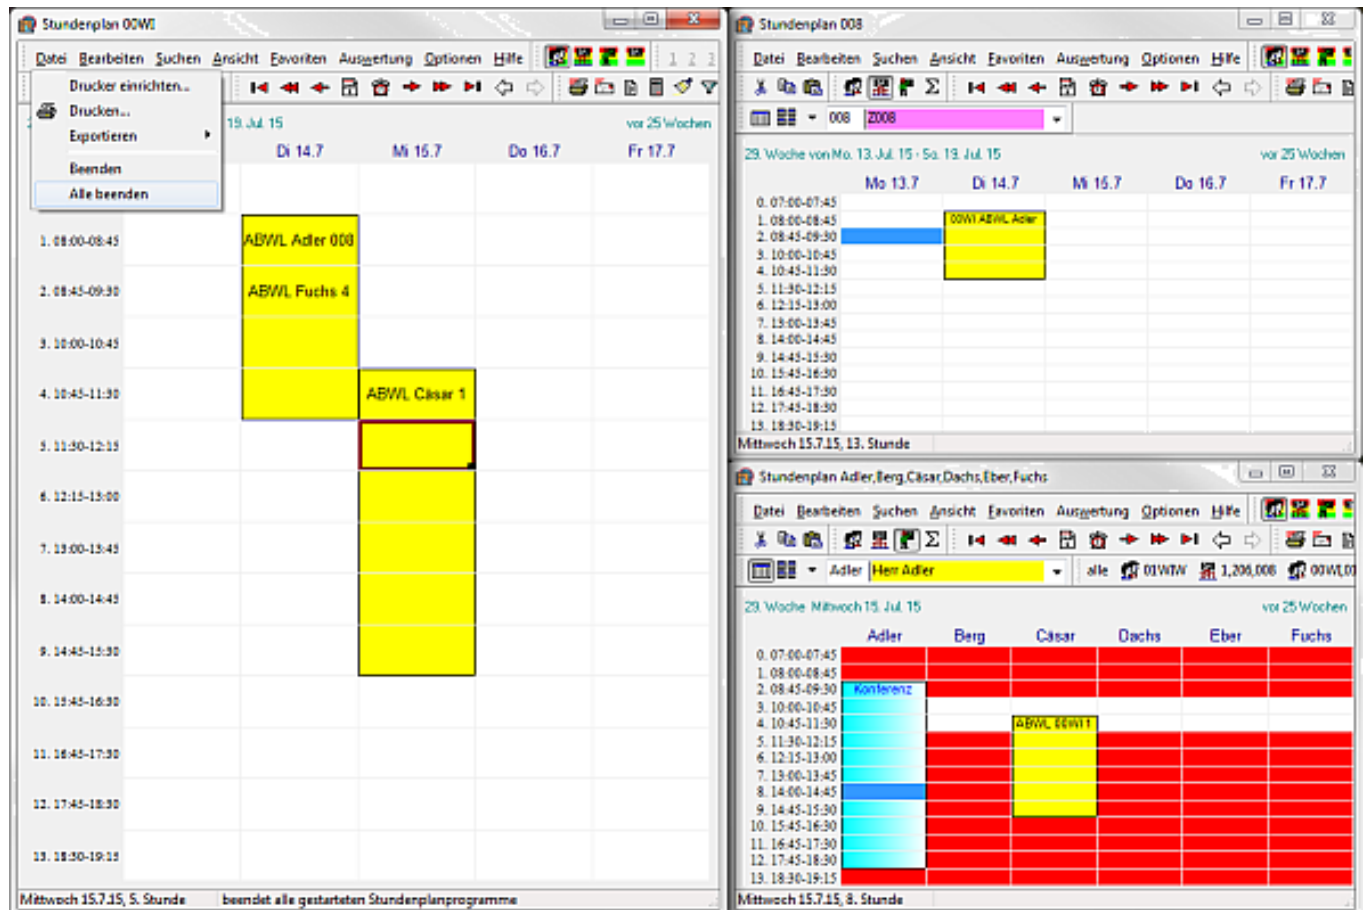 Stundenplan 00WI
Datei Bearbeiten Suchen Ansicht Favoriten Auswertung Optionen Hilfe 1 2 3
Drucker einrichten...
Drucken...
Exportieren
Beenden
Alle beenden
19. Jul. 15 vor 25 Wochen
Di 14.7 Mi 15.7 Do 16.7 Fr 17.7
1. 08:00-08:45 ABWL Adler 008
2. 08:45-09:30 ABWL Fuchs 4
3. 10:00-10:45
4. 10:45-11:30 ABWL Cäsar 1
5. 11:30-12:15
6. 12:15-13:00
7. 13:00-13:45
8. 14:00-14:45
9. 14:45-15:30
10. 15:45-16:30
11. 16:45-17:30
12. 17:45-18:30
13. 18:30-19:15
Mittwoch 15.7.15, 5. Stunde beendet alle gestarteten Stundenplanprogramme
Stundenplan 008
Datei Bearbeiten Suchen Ansicht Favoriten Auswertung Optionen Hilfe
008 Z008
29. Woche von Mo. 13. Jul. 15 - So. 19. Jul. 15 vor 25 Wochen
Mo 13.7 Di 14.7 Mi 15.7 Do 16.7 Fr 17.7
0. 07:00-07:45
1. 08:00-08:45 00WI ABWL Adler
2. 08:45-09:30
3. 10:00-10:45
4. 10:45-11:30
5. 11:30-12:15
6. 12:15-13:00
7. 13:00-13:45
8. 14:00-14:45
9. 14:45-15:30
10. 15:45-16:30
11. 16:45-17:30
12. 17:45-18:30
13. 18:30-19:15
Mittwoch 15.7.15, 13. Stunde
Stundenplan Adler,Berg,Cäsar,Dachs,Eber,Fuchs
Datei Bearbeiten Suchen Ansicht Favoriten Auswertung Optionen Hilfe
Adler Herr Adler alle 01WIW 1,206,008 00WI,01
29. Woche Mittwoch 15. Jul. 15 vor 25 Wochen
Adler Berg Cäsar Dachs Eber Fuchs
0. 07:00-07:45
1. 08:00-08:45
2. 08:45-09:30 Konferenz
3. 10:00-10:45
4. 10:45-11:30 ABWL 00WI 1
5. 11:30-12:15
6. 12:15-13:00
7. 13:00-13:45
8. 14:00-14:45
9. 14:45-15:30
10. 15:45-16:30
11. 16:45-17:30
12. 17:45-18:30
13. 18:30-19:15
Mittwoch 15.7.15, 8. Stunde